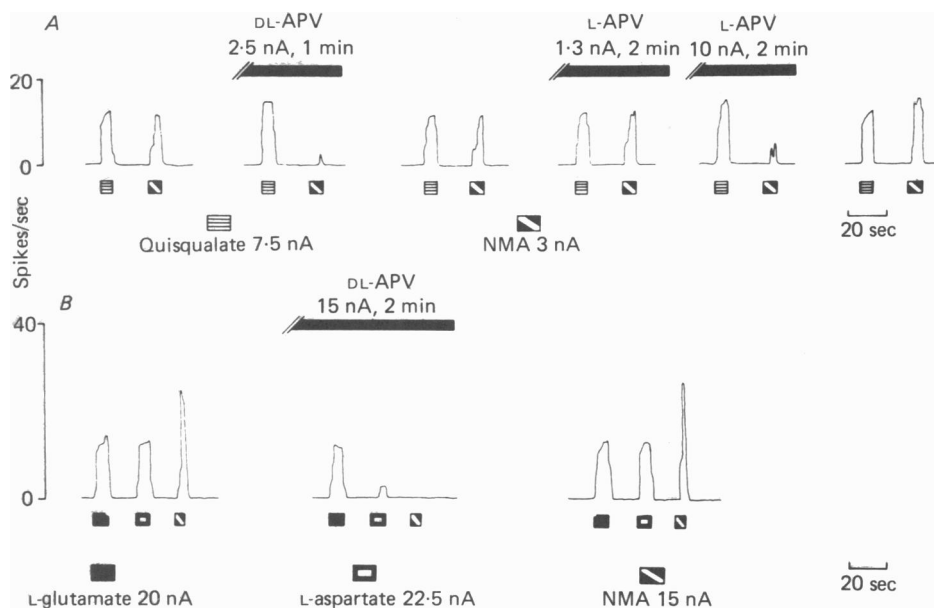 A
DL-APV
2·5 nA, 1 min
L-APV
1·3 nA, 2 min
L-APV
10 nA, 2 min
20
0
Quisqualate 7·5 nA
NMA 3 nA
20 sec
Spikes/sec
B
DL-APV
15 nA, 2 min
40
0
L-glutamate 20 nA
L-aspartate 22·5 nA
NMA 15 nA
20 sec